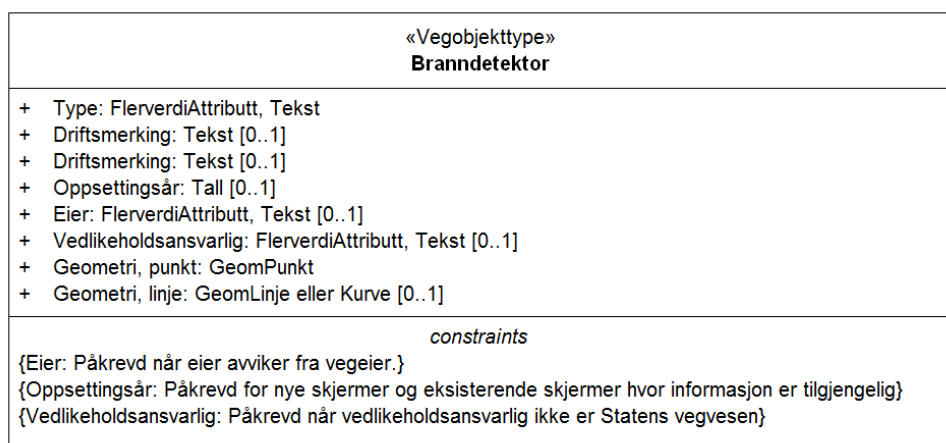 «Vegobjekttype»
Branndetektor
+ Type: FlerverdiAttributt, Tekst
+ Driftsmerking: Tekst [0..1]
+ Driftsmerking: Tekst [0..1]
+ Oppsettingsår: Tall [0..1]
+ Eier: FlerverdiAttributt, Tekst [0..1]
+ Vedlikeholdsansvarlig: FlerverdiAttributt, Tekst [0..1]
+ Geometri, punkt: GeomPunkt
+ Geometri, linje: GeomLinje eller Kurve [0..1]
constraints
{Eier: Påkrevd når eier avviker fra vegeier.}
{Oppsettingsår: Påkrevd for nye skjermer og eksisterende skjermer hvor informasjon er tilgjengelig}
{Vedlikeholdsansvarlig: Påkrevd når vedlikeholdsansvarlig ikke er Statens vegvesen}